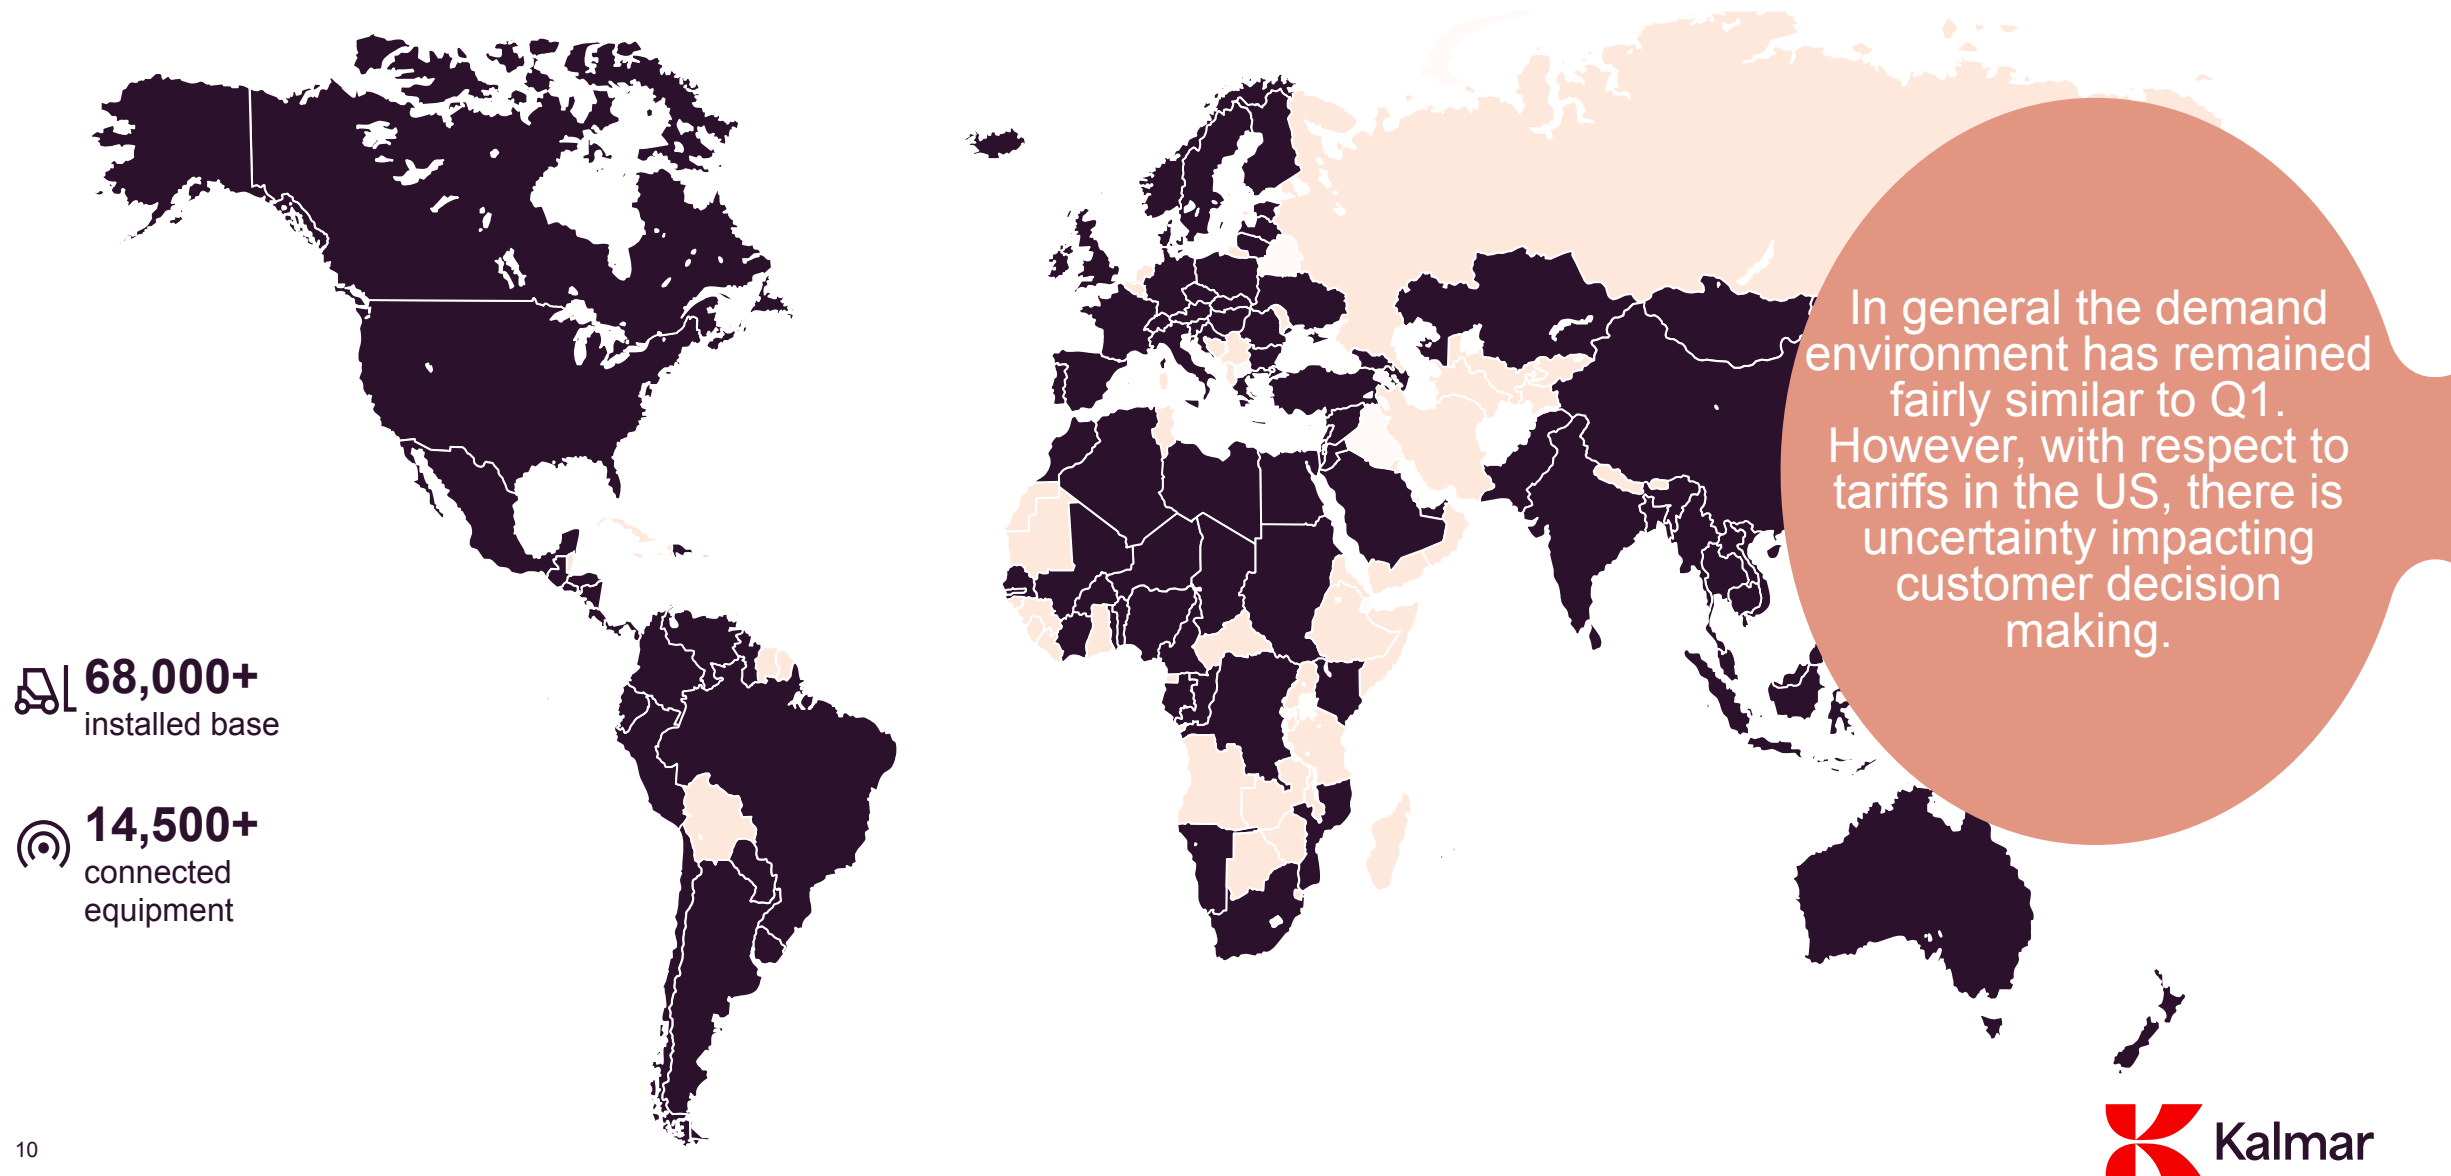 In general the demand
environment has remained
fairly similar to Q1.
However, with respect to
tariffs in the US, there is
uncertainty impacting
customer decision
making.
68,000+
installed base
14,500+
connected
equipment
10
Kalmar